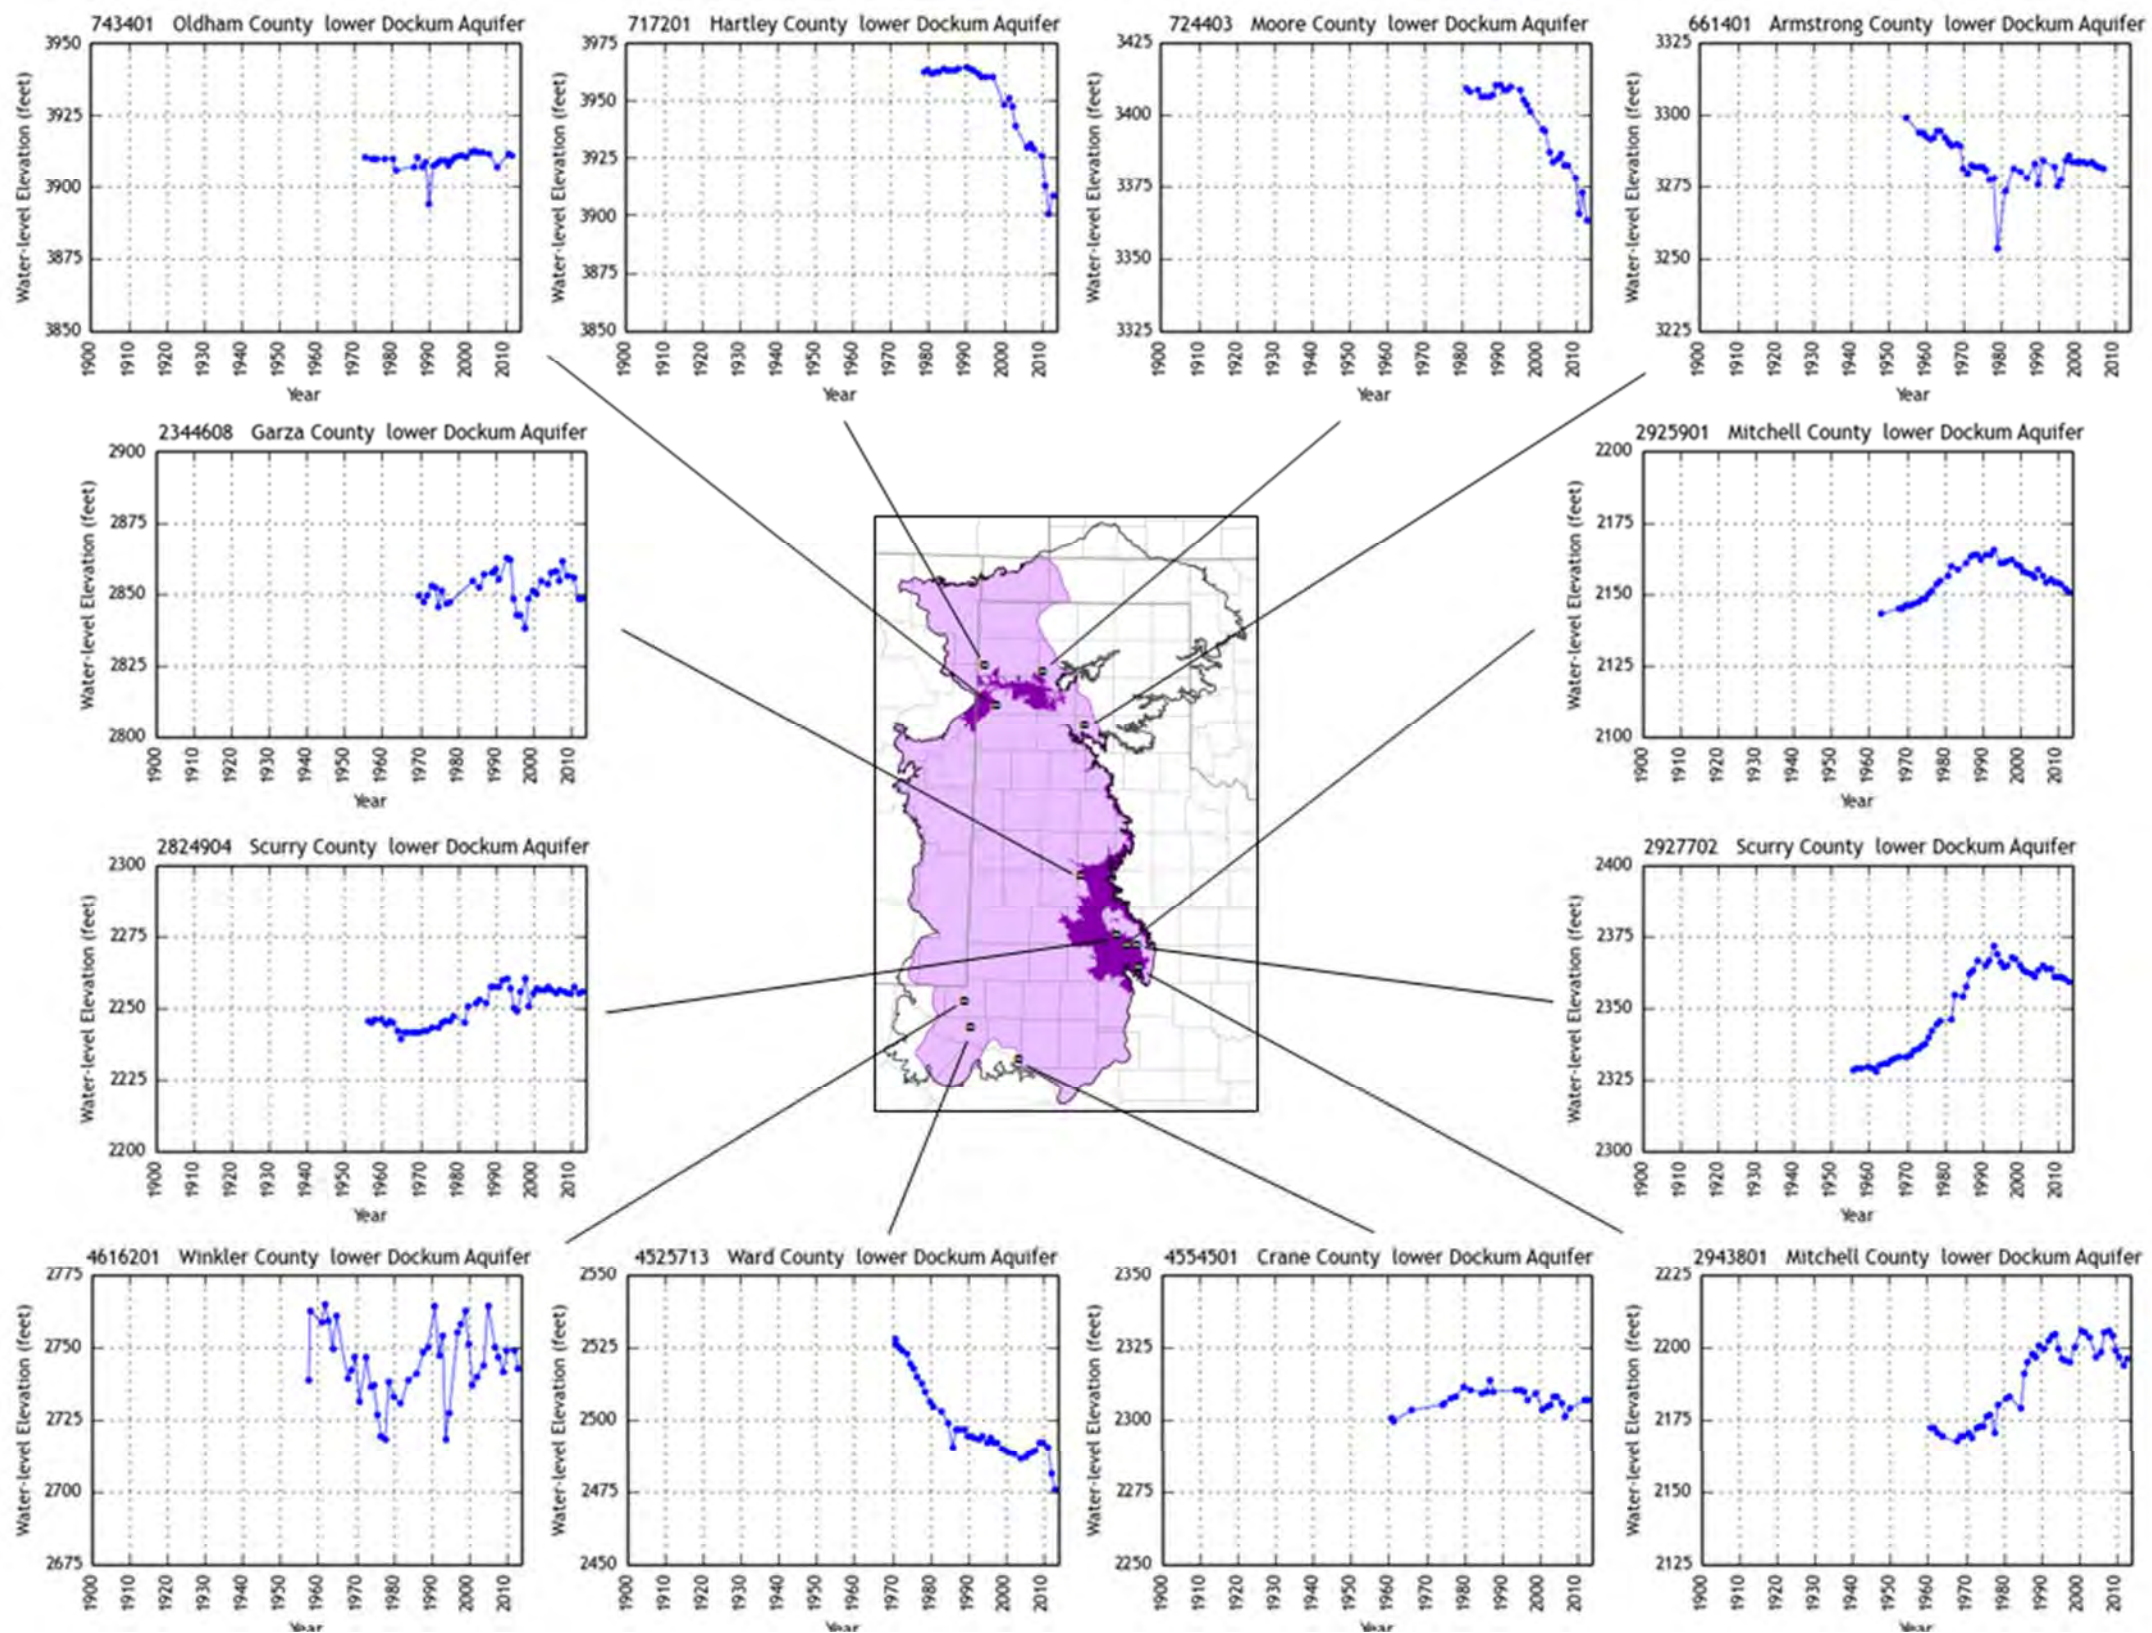 743401 Oldham County lower Dockum Aquifer
Water-level Elevation (feet)
3950
3925
3900
3875
3850
1900 1910 1920 1930 1940 1950 1960 1970 1980 1990 2000 2010
Year
717201 Hartley County lower Dockum Aquifer
Water-level Elevation (feet)
3975
3950
3925
3900
3875
3850
1900 1910 1920 1930 1940 1950 1960 1970 1980 1990 2000 2010
Year
724403 Moore County lower Dockum Aquifer
Water-level Elevation (feet)
3425
3400
3375
3350
3325
1900 1910 1920 1930 1940 1950 1960 1970 1980 1990 2000 2010
Year
661401 Armstrong County lower Dockum Aquifer
Water-level Elevation (feet)
3325
3300
3275
3250
3225
1900 1910 1920 1930 1940 1950 1960 1970 1980 1990 2000 2010
Year
2344608 Garza County lower Dockum Aquifer
Water-level Elevation (feet)
2900
2875
2850
2825
2800
1900 1910 1920 1930 1940 1950 1960 1970 1980 1990 2000 2010
Year
2925901 Mitchell County lower Dockum Aquifer
Water-level Elevation (feet)
2200
2175
2150
2125
2100
1900 1910 1920 1930 1940 1950 1960 1970 1980 1990 2000 2010
Year
2824904 Scurry County lower Dockum Aquifer
Water-level Elevation (feet)
2300
2275
2250
2225
2200
1900 1910 1920 1930 1940 1950 1960 1970 1980 1990 2000 2010
Year
2927702 Scurry County lower Dockum Aquifer
Water-level Elevation (feet)
2400
2375
2350
2325
2300
1900 1910 1920 1930 1940 1950 1960 1970 1980 1990 2000 2010
Year
4616201 Winkler County lower Dockum Aquifer
Water-level Elevation (feet)
2775
2750
2725
2700
2675
1900 1910 1920 1930 1940 1950 1960 1970 1980 1990 2000 2010
Year
4525713 Ward County lower Dockum Aquifer
Water-level Elevation (feet)
2550
2525
2500
2475
2450
1900 1910 1920 1930 1940 1950 1960 1970 1980 1990 2000 2010
Year
4554501 Crane County lower Dockum Aquifer
Water-level Elevation (feet)
2350
2325
2300
2275
2250
1900 1910 1920 1930 1940 1950 1960 1970 1980 1990 2000 2010
Year
2943801 Mitchell County lower Dockum Aquifer
Water-level Elevation (feet)
2225
2200
2175
2150
2125
1900 1910 1920 1930 1940 1950 1960 1970 1980 1990 2000 2010
Year